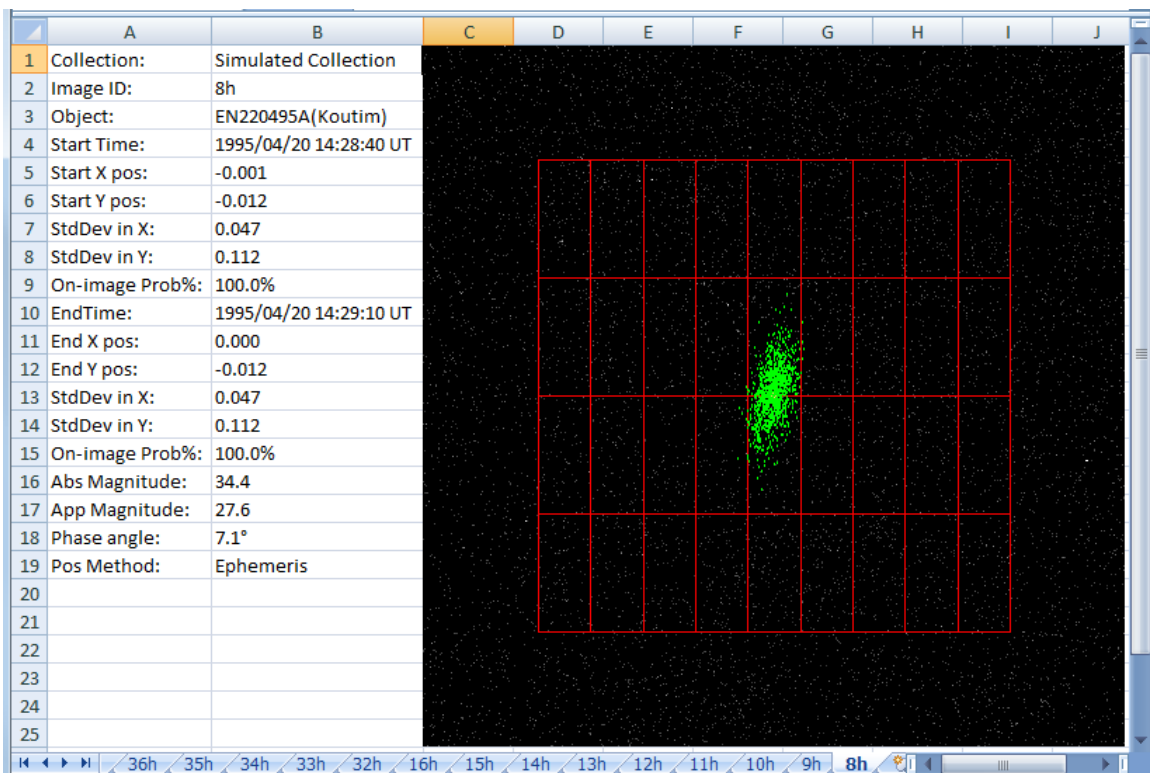 A B C D E F G H I J
1 Collection: Simulated Collection
2 Image ID: 8h
3 Object: EN220495A(Koutim)
4 Start Time: 1995/04/20 14:28:40 UT
5 Start X pos: -0.001
6 Start Y pos: -0.012
7 StdDev in X: 0.047
8 StdDev in Y: 0.112
9 On-image Prob%: 100.0%
10 EndTime: 1995/04/20 14:29:10 UT
11 End X pos: 0.000
12 End Y pos: -0.012
13 StdDev in X: 0.047
14 StdDev in Y: 0.112
15 On-image Prob%: 100.0%
16 Abs Magnitude: 34.4
17 App Magnitude: 27.6
18 Phase angle: 7.1°
19 Pos Method: Ephemeris
20
21
22
23
24
25
36h 35h 34h 33h 32h 16h 15h 14h 13h 12h 11h 10h 9h 8h